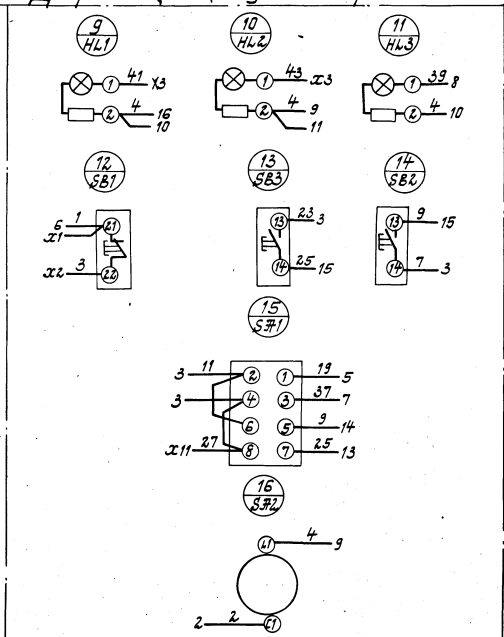 9 10 11
HL1 HL2 HL3
1 41 X3 1 43 X3 1 39 8
2 4 16 2 4 9 2 4 10
10 11
12 13 14
SB1 SB3 SB2
6 1 21 13 23 3 13 9 15
X1
X2 3 22 14 25 15 14 7 3
15
SA1
3 11 2 1 19 5
3 4 3 37 7
6 5 9 14
X11 27 8 7 25 13
16
SA2
L1 4 9
2 2 C1